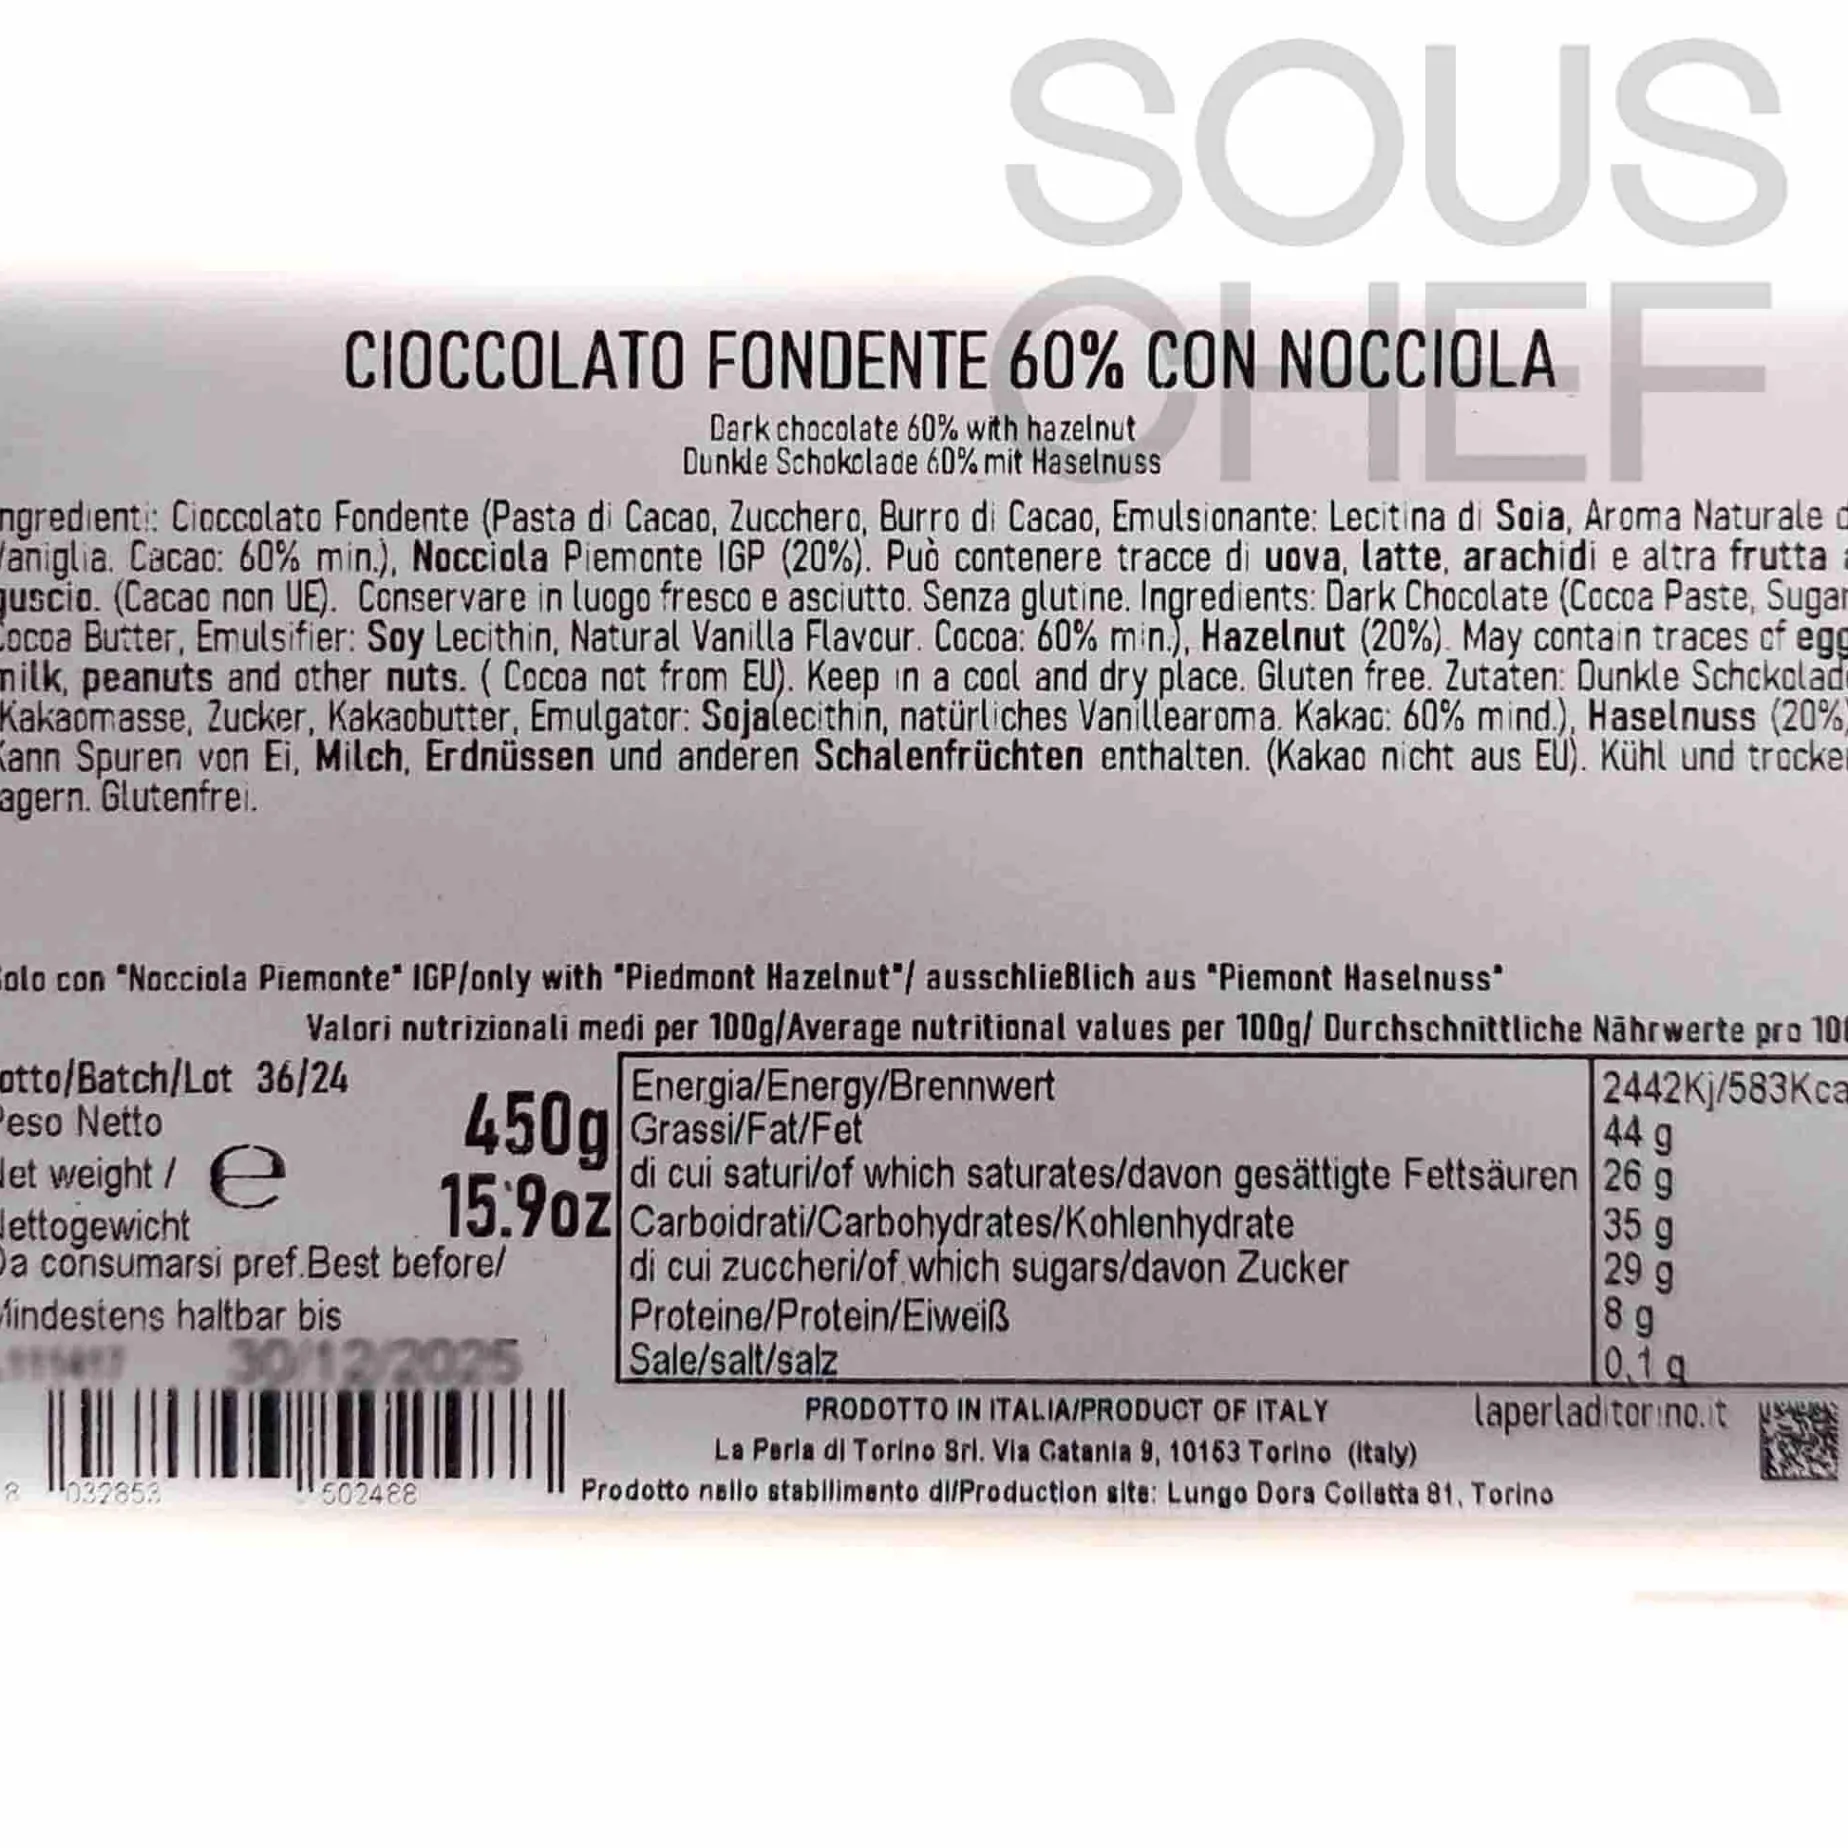 SOUS
CHEF
CIOCCOLATO FONDENTE 60% CON NOCCIOLA
Dark chocolate 60% with hazelnut
Dunkle Schokolade 60% mit Haselnuss
ngredienti: Cioccolato Fondente (Pasta di Cacao, Zucchero, Burro di Cacao, Emulsionante: Lecitina di Soia, Aroma Naturale d
Vaniglia. Cacao: 60% min.), Nocciola Piemonte IGP (20%). Può contenere tracce di uova, latte, arachidi e altra frutta a
guscio. (Cacao non UE). Conservare in luogo fresco e asciutto. Senza glutine. Ingredients: Dark Chocolate (Cocoa Paste, Sugar
Cocoa Butter, Emulsifier: Soy Lecithin, Natural Vanilla Flavour. Cocoa: 60% min.), Hazelnut (20%). May contain traces of egg
milk, peanuts and other nuts. ( Cocoa not from EU). Keep in a cool and dry place. Gluten free. Zutaten: Dunkle Schokolade
Kakaomasse, Zucker, Kakaobutter, Emulgator: Sojalecithin, natürliches Vanillearoma. Kakao: 60% mind.), Haselnuss (20%)
Kann Spuren von Ei, Milch, Erdnüssen und anderen Schalenfrüchten enthalten. (Kakao nicht aus EU). Kühl und trocken
agern. Glutenfrei.
Solo con "Nocciola Piemonte" IGP/only with "Piedmont Hazelnut"/ ausschließlich aus "Piemont Haselnuss"
Valori nutrizionali medi per 100g/Average nutritional values per 100g/ Durchschnittliche Nährwerte pro 100
otto/Batch/Lot 36/24
Peso Netto
Net weight /
Nettogewicht
e
450g
15.9oz
Da consumarsi pref.Best before/
Mindestens haltbar bis
30/12/2025
Energia/Energy/Brennwert 2442Kj/583Kca
Grassi/Fat/Fet 44 g
di cui saturi/of which saturates/davon gesättigte Fettsäuren 26 g
Carboidrati/Carbohydrates/Kohlenhydrate 35 g
di cui zuccheri/of which sugars/davon Zucker 29 g
Proteine/Protein/Eiweiß 8 g
Sale/salt/salz 0,1 g
8 032853 502488
PRODOTTO IN ITALIA/PRODUCT OF ITALY
laperladitorino.it
La Perla di Torino Srl. Via Catania 9, 10153 Torino (Italy)
Prodotto nello stabilimento di/Production site: Lungo Dora Colletta 81, Torino